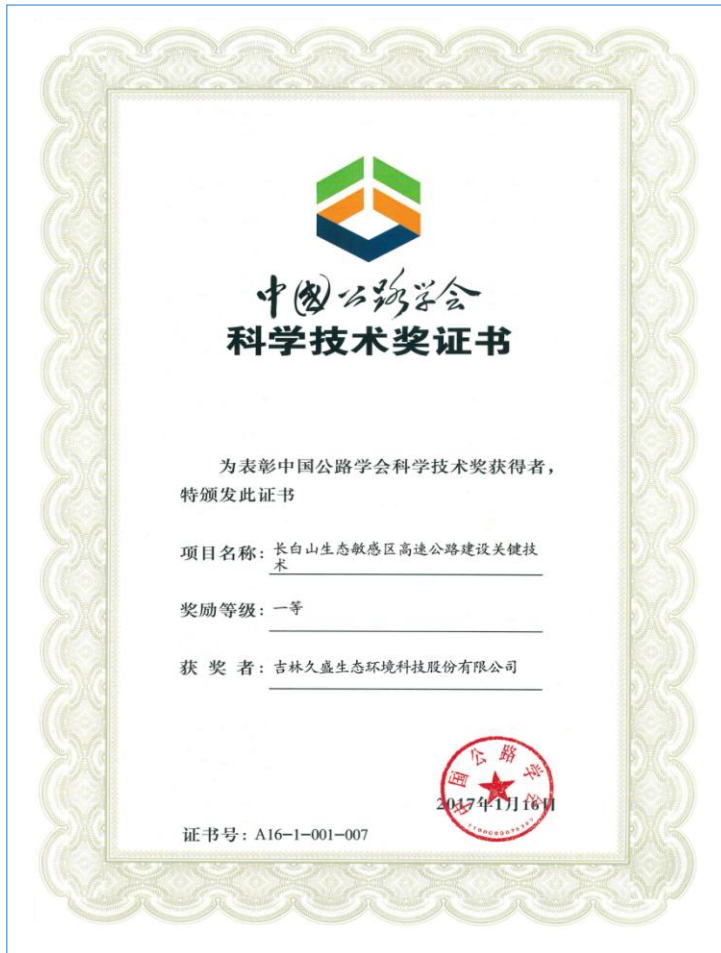 中国公路学会
科学技术奖证书
为表彰中国公路学会科学技术奖获得者，
特颁发此证书
项目名称：长白山生态敏感区高速公路建设关键技
术
奖励等级：一等
获 奖 者：吉林久盛生态环境科技股份有限公司
中国公路学会
2017年1月16日
证书号：A16-1-001-007